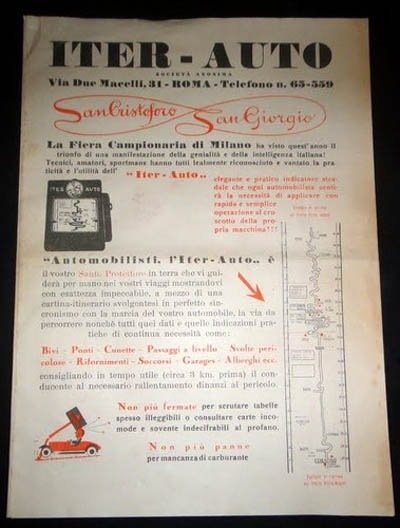 ITER - AUTO
SOCIETÀ ANONIMA
Via Due Macelli, 31 - ROMA - Telefono n. 65-559
San Cristoforo San Giorgio
La Fiera Campionaria di Milano ha visto quest'anno il
trionfo di una manifestazione della genialità e della intelligenza italiana!
Tecnici, amatori, sportmans hanno tutti tealmente riconosciuto e vantato la pra
ticità e l'utilità dell' "Iter-Auto„
elegante e pratico indicatore stra
dale che ogni automobilista senti
rà la necessità di applicare con
rapida e semplice
operazione al cru
scotto della pro
pria macchina!!!
ITER AUTO
"Automobilisti, l'Iter-Auto„ è
il vostro Santo Protettore in terra che vi gui
derà per mano nei vostri viaggi mostrandovi
con esattezza impeccabile, a mezzo di una
cartina-itinerario svolgentesi in perfetto sin
cronismo con la marcia del vostro automobile, la via da
percorrere nonchè tutti quei dati e quelle indicazioni pra
tiche di continua necessità come:
Bivi - Ponti - Cunette - Passaggi a livello - Svolte peri
colose - Rifornimenti - Soccorsi - Garages - Alberghi ecc.
consigliando in tempo utile (circa 3 km. prima) il con
ducente al necessario rallentamento dinanzi al pericolo.
Non più fermate per scrutare tabelle
spesso illeggibili o consultare carte inco
mode e sovente indecifrabili al profano.
Non più panne
per mancanza di carburante